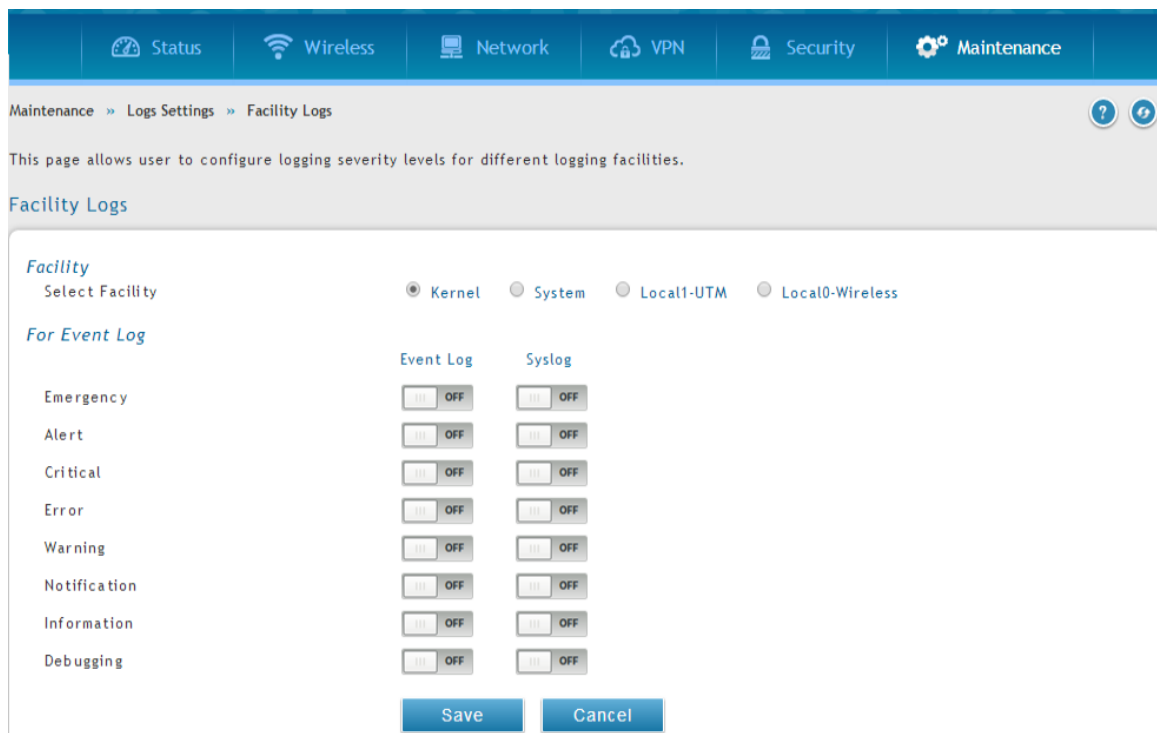 Status Wireless Network VPN Security Maintenance
Maintenance » Logs Settings » Facility Logs
This page allows user to configure logging severity levels for different logging facilities.
Facility Logs
Facility
Select Facility Kernel System Local1-UTM Local0-Wireless
For Event Log
Event Log Syslog
Emergency OFF OFF
Alert OFF OFF
Critical OFF OFF
Error OFF OFF
Warning OFF OFF
Notification OFF OFF
Information OFF OFF
Debugging OFF OFF
Save Cancel